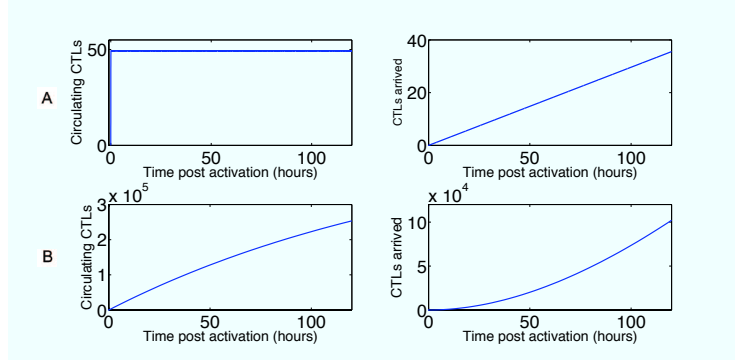 A
Circulating CTLs
50
0
0 50 100
Time post activation (hours)
CTLs arrived
40
20
0
0 50 100
Time post activation (hours)
B
Circulating CTLs
x 10^5
3
2
1
0
0 50 100
Time post activation (hours)
CTLs arrived
x 10^4
10
5
0
0 50 100
Time post activation (hours)